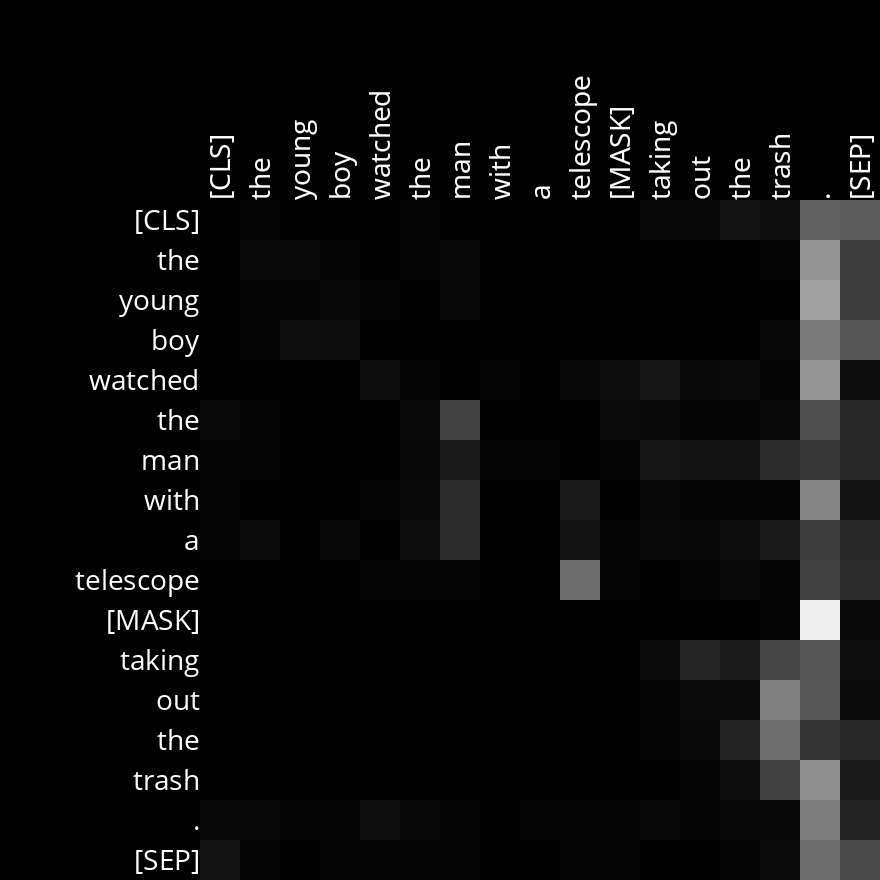 [CLS]
the
young
boy
watched
the
man
with
a
telescope
[MASK]
taking
out
the
trash
.
[SEP]
[CLS]
the
young
boy
watched
the
man
with
a
telescope
[MASK]
taking
out
the
trash
.
[SEP]